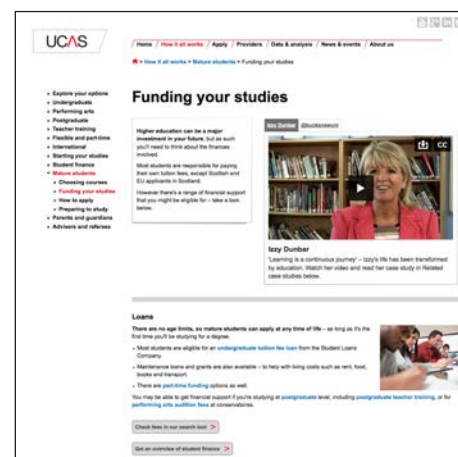 UCAS
/ Home / How it all works / Apply / Providers / Data & analysis / News & events / About us
> How it all works > Mature students > Funding your studies
Explore your options
Undergraduate
Performing arts
Postgraduate
Teacher training
Flexible and part-time
International
Starting your studies
Student finance
Mature students
Choosing courses
Funding your studies
How to apply
Preparing to study
Parents and guardians
Advisers and referees
Funding your studies
Higher education can be a major
investment in your future, but as such
you'll need to think about the finances
involved.
Most students are responsible for paying
their own tuition fees, except Scottish and
EU applicants in Scotland.
However there's a range of financial support
that you might be eligible for – take a look
below.
Izzy Dunbar
CC
Izzy Dunbar
'Learning is a continuous journey' – Izzy's life has been transformed
by education. Watch her video and read her case study in Related
case studies below.
Loans
There are no age limits, so mature students can apply at any time of life – as long as it's the
first time you'll be studying for a degree.
Most students are eligible for an undergraduate tuition fee loan from the Student Loans
Company.
Maintenance loans and grants are also available – to help with living costs such as rent, food,
books and transport.
There are part-time funding options as well.
You may be able to get financial support if you're studying at postgraduate level, including postgraduate teacher training, or for
performing arts audition fees at conservatoires.
Check fees in our search tool >
Get an overview of student finance >